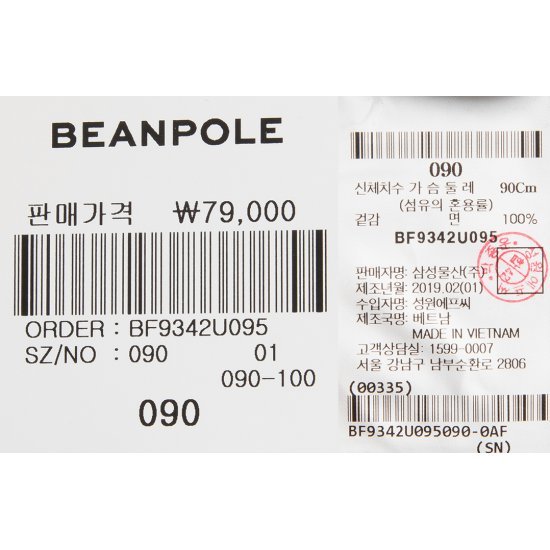 BEANPOLE
판매가격 ₩79,000
ORDER : BF9342U095
SZ/NO : 090 01
090-100
090
090
신체치수 가슴둘레 90Cm
(섬유의 혼용률)
겉감 면 100%
BF9342U095
판매자명: 삼성물산(주)
제조년월: 2019.02(01)
수입자명: 성원에프씨
제조국명: 베트남
MADE IN VIETNAM
고객상담실: 1599-0007
서울 강남구 남부순환로 2806
(00335)
BF9342U095090-0AF
(SN)